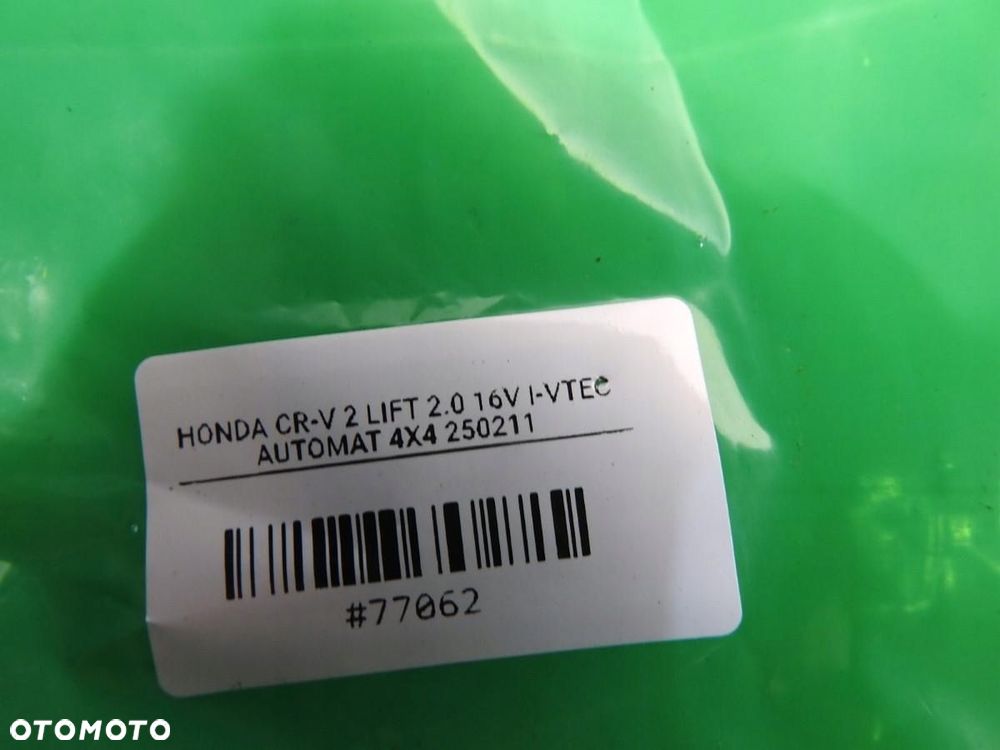 HONDA CR-V 2 LIFT 2.0 16V I-VTEC
AUTOMAT 4X4 250211
#77062
OTOMOTO